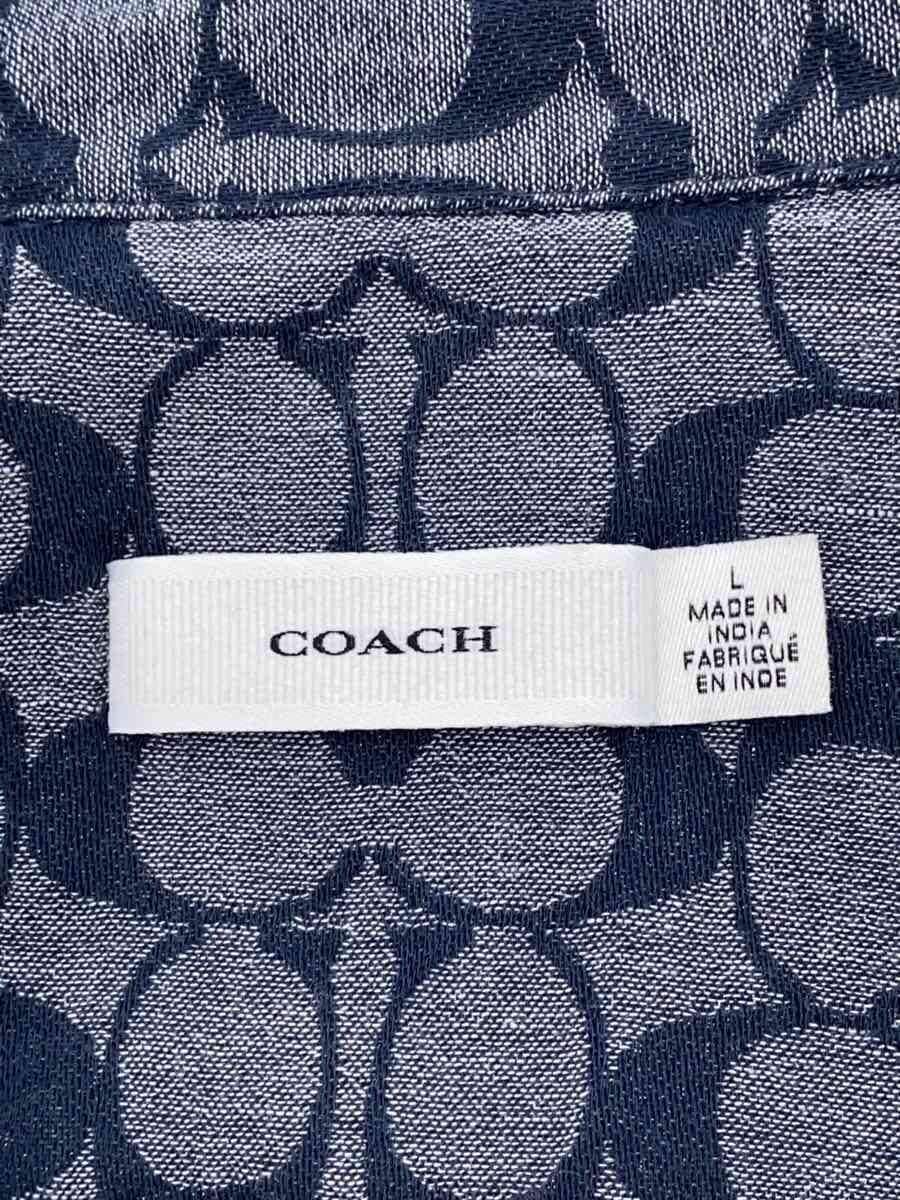 COACH
L
MADE IN
INDIA
FABRIQUÉ
EN INDE